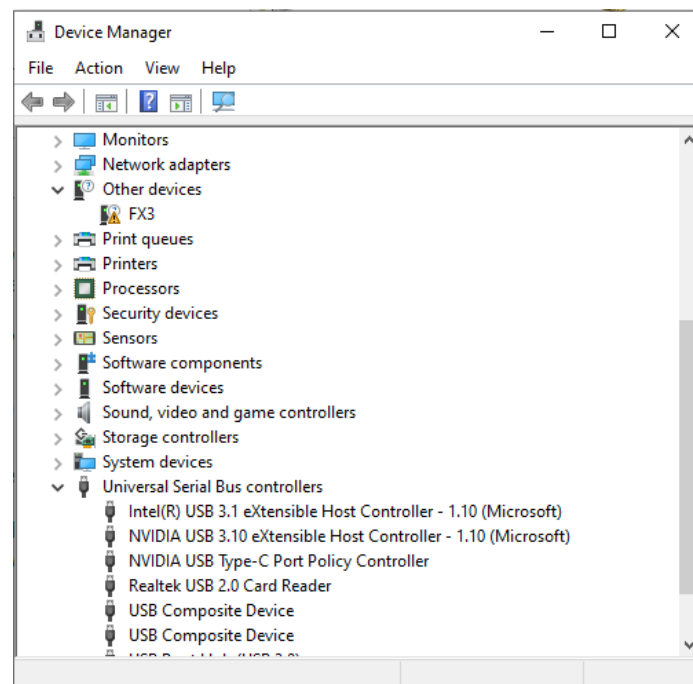 Device Manager
File Action View Help
Monitors
Network adapters
Other devices
FX3
Print queues
Printers
Processors
Security devices
Sensors
Software components
Software devices
Sound, video and game controllers
Storage controllers
System devices
Universal Serial Bus controllers
Intel(R) USB 3.1 eXtensible Host Controller - 1.10 (Microsoft)
NVIDIA USB 3.10 eXtensible Host Controller - 1.10 (Microsoft)
NVIDIA USB Type-C Port Policy Controller
Realtek USB 2.0 Card Reader
USB Composite Device
USB Composite Device